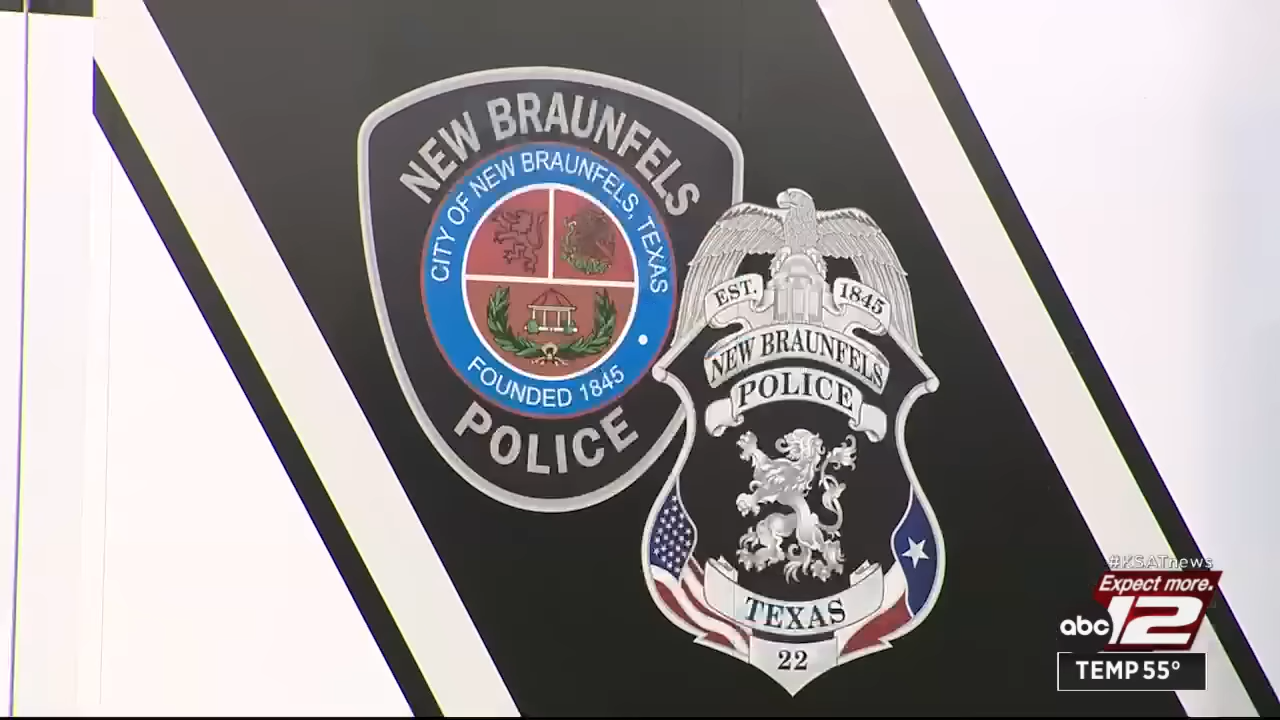 NEW BRAUNFELS
CITY OF NEW BRAUNFELS, TEXAS
FOUNDED 1845
POLICE
EST. 1845
NEW BRAUNFELS
POLICE
TEXAS
22
#KSATnews
Expect more.
abc 12
TEMP 55°